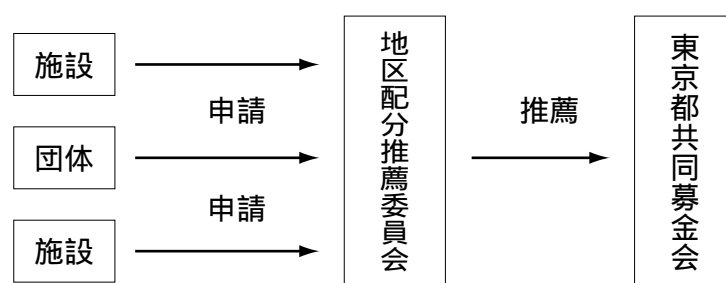 施設
申請
団体
申請
施設
地区配分推薦委員会
推薦
東京都共同募金会